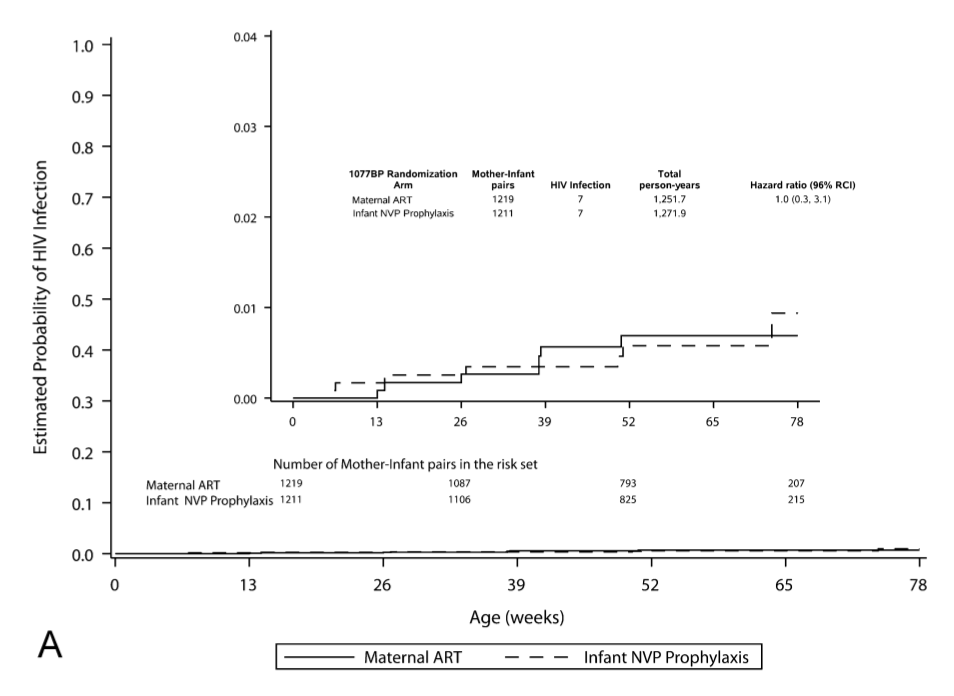 1.0
0.9
0.8
0.7
0.6
0.5
0.4
0.3
0.2
0.1
0.0
Estimated Probability of HIV Infection
0.04
0.03
0.02
0.01
0.00
1077BP Randomization Arm Mother-Infant pairs HIV Infection Total person-years Hazard ratio (96% RCI)
Maternal ART 1219 7 1,251.7 1.0 (0.3, 3.1)
Infant NVP Prophylaxis 1211 7 1,271.9
0 13 26 39 52 65 78
Number of Mother-Infant pairs in the risk set
Maternal ART 1219 1087 793 207
Infant NVP Prophylaxis 1211 1106 825 215
0 13 26 39 52 65 78
Age (weeks)
A
Maternal ART Infant NVP Prophylaxis